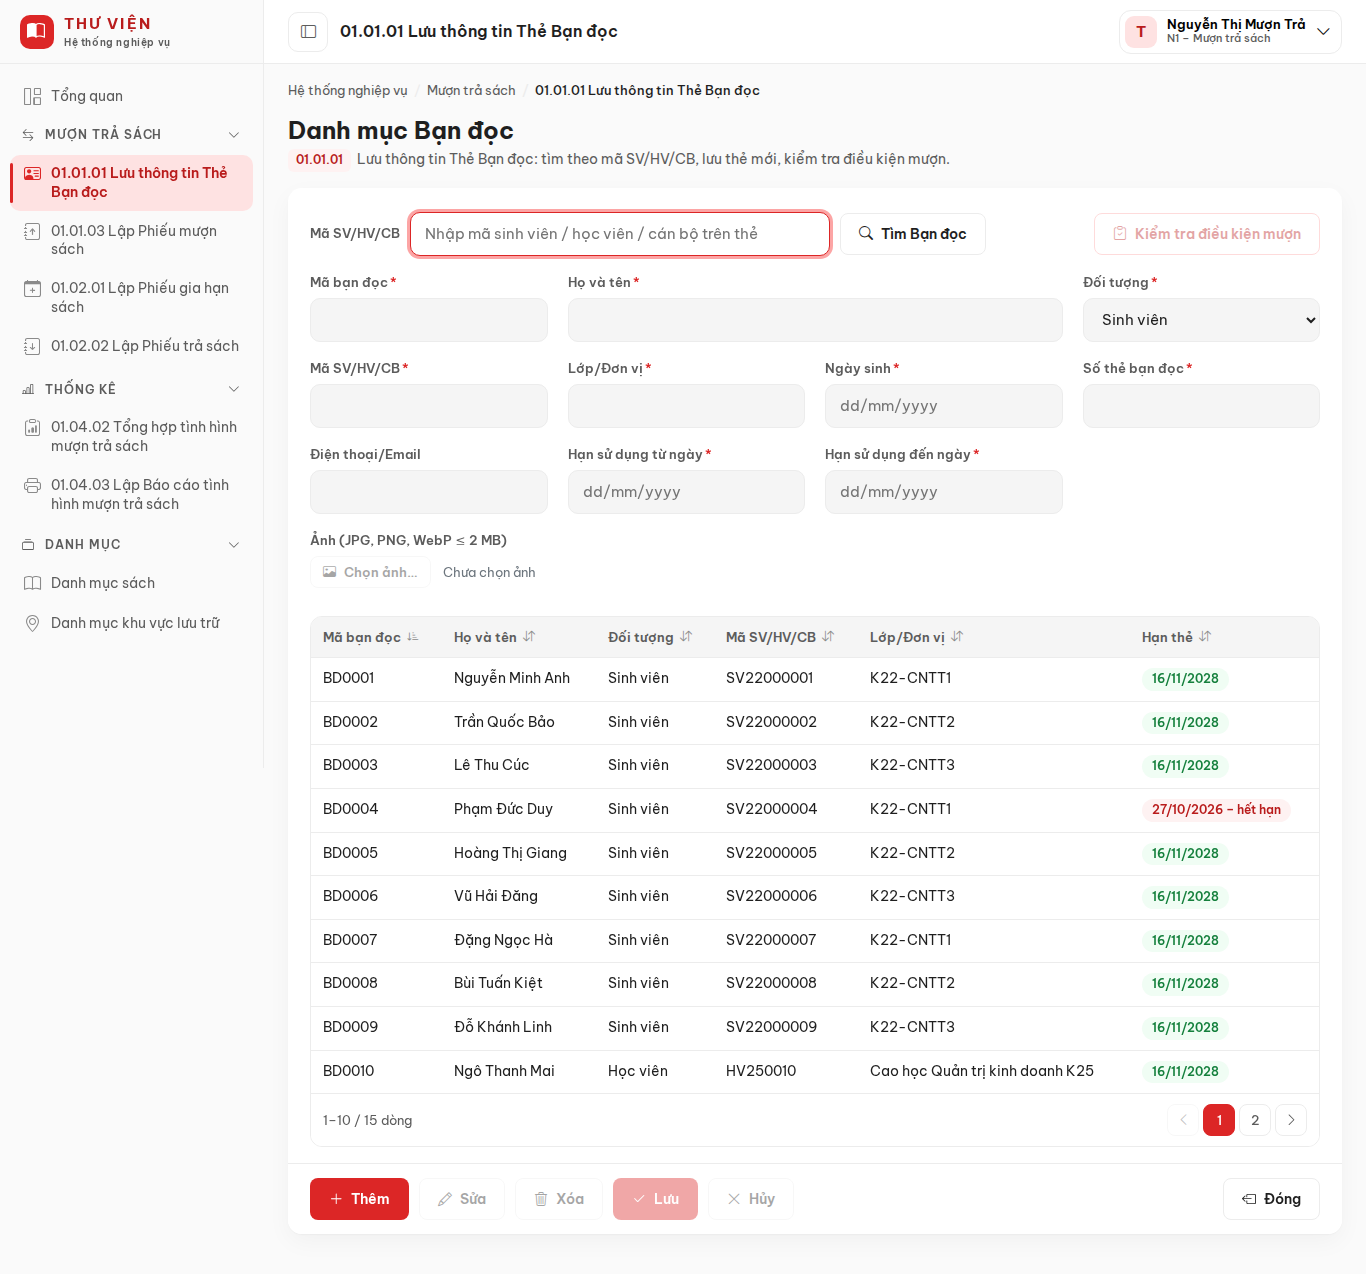 THƯ VIỆN
Hệ thống nghiệp vụ
01.01.01 Lưu thông tin Thẻ Bạn đọc
T
Nguyễn Thị Mượn Trả
N1 – Mượn trả sách
Tổng quan
MƯỢN TRẢ SÁCH
01.01.01 Lưu thông tin Thẻ
Bạn đọc
01.01.03 Lập Phiếu mượn
sách
01.02.01 Lập Phiếu gia hạn
sách
01.02.02 Lập Phiếu trả sách
THỐNG KÊ
01.04.02 Tổng hợp tình hình
mượn trả sách
01.04.03 Lập Báo cáo tình
hình mượn trả sách
DANH MỤC
Danh mục sách
Danh mục khu vực lưu trữ
Hệ thống nghiệp vụ / Mượn trả sách / 01.01.01 Lưu thông tin Thẻ Bạn đọc
Danh mục Bạn đọc
01.01.01 Lưu thông tin Thẻ Bạn đọc: tìm theo mã SV/HV/CB, lưu thẻ mới, kiểm tra điều kiện mượn.
Mã SV/HV/CB Nhập mã sinh viên / học viên / cán bộ trên thẻ Tìm Bạn đọc Kiểm tra điều kiện mượn
Mã bạn đọc * Họ và tên * Đối tượng *
Sinh viên
Mã SV/HV/CB * Lớp/Đơn vị * Ngày sinh * Số thẻ bạn đọc *
dd/mm/yyyy
Điện thoại/Email Hạn sử dụng từ ngày * Hạn sử dụng đến ngày *
dd/mm/yyyy dd/mm/yyyy
Ảnh (JPG, PNG, WebP ≤ 2 MB)
Chọn ảnh... Chưa chọn ảnh
Mã bạn đọc Họ và tên Đối tượng Mã SV/HV/CB Lớp/Đơn vị Hạn thẻ
BD0001 Nguyễn Minh Anh Sinh viên SV22000001 K22-CNTT1 16/11/2028
BD0002 Trần Quốc Bảo Sinh viên SV22000002 K22-CNTT2 16/11/2028
BD0003 Lê Thu Cúc Sinh viên SV22000003 K22-CNTT3 16/11/2028
BD0004 Phạm Đức Duy Sinh viên SV22000004 K22-CNTT1 27/10/2026 – hết hạn
BD0005 Hoàng Thị Giang Sinh viên SV22000005 K22-CNTT2 16/11/2028
BD0006 Vũ Hải Đăng Sinh viên SV22000006 K22-CNTT3 16/11/2028
BD0007 Đặng Ngọc Hà Sinh viên SV22000007 K22-CNTT1 16/11/2028
BD0008 Bùi Tuấn Kiệt Sinh viên SV22000008 K22-CNTT2 16/11/2028
BD0009 Đỗ Khánh Linh Sinh viên SV22000009 K22-CNTT3 16/11/2028
BD0010 Ngô Thanh Mai Học viên HV250010 Cao học Quản trị kinh doanh K25 16/11/2028
1–10 / 15 dòng 1 2
Thêm Sửa Xóa Lưu Hủy Đóng